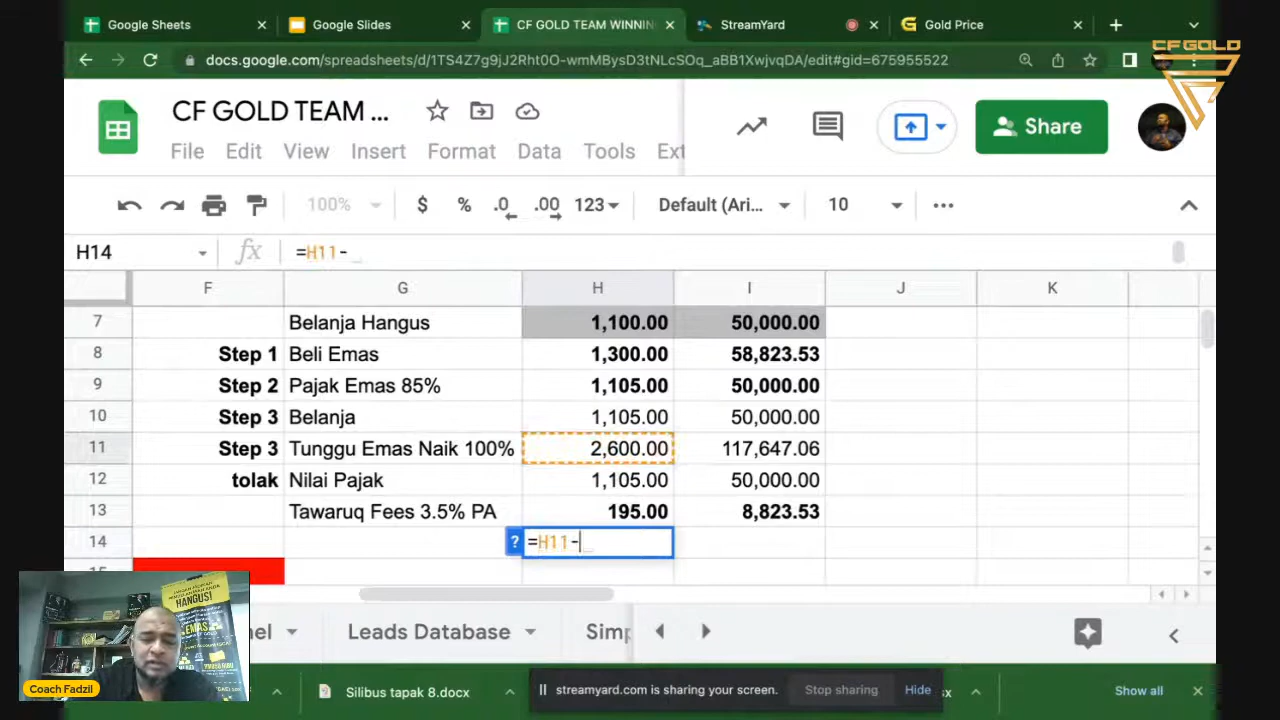 Google Sheets
Google Slides
CF GOLD TEAM WINNIN
StreamYard
Gold Price
docs.google.com/spreadsheets/d/1TS4Z7g9jJ2Rht0O-wmMBysD3tNLcSOq_aBB1XwjvqDA/edit#gid=675955522
CF GOLD
CF GOLD TEAM ...
Share
File Edit View Insert Format Data Tools Ext
100% $ % .0 .00 123 Default (Ari... 10 ...
H14 fx =H11-
F G H I J K
7 Belanja Hangus 1,100.00 50,000.00
8 Step 1 Beli Emas 1,300.00 58,823.53
9 Step 2 Pajak Emas 85% 1,105.00 50,000.00
10 Step 3 Belanja 1,105.00 50,000.00
11 Step 3 Tunggu Emas Naik 100% 2,600.00 117,647.06
12 tolak Nilai Pajak 1,105.00 50,000.00
13 Tawaruq Fees 3.5% PA 195.00 8,823.53
14 ? =H11-
HANGUS!
EMAS
Coach Fadzil
nel
Leads Database
Simp
Silibus tapak 8.docx
streamyard.com is sharing your screen.
Stop sharing
Hide
sx
Show all